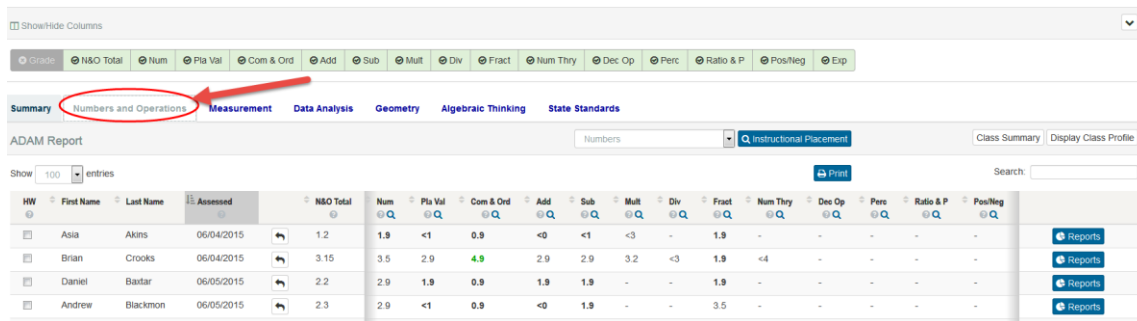 Show/Hide Columns
Grade N&O Total Num Pla Val Com & Ord Add Sub Mult Div Fract Num Thry Dec Op Perc Ratio & P Pos/Neg Exp
Summary Numbers and Operations Measurement Data Analysis Geometry Algebraic Thinking State Standards
ADAM Report Numbers Instructional Placement Class Summary Display Class Profile
Show 100 entries Print Search:
HW First Name Last Name Assessed N&O Total Num Pla Val Com & Ord Add Sub Mult Div Fract Num Thry Dec Op Perc Ratio & P Pos/Neg
Asia Akins 06/04/2015 1.2 1.9 <1 0.9 <0 <1 <3 - 1.9 - - - - - Reports
Brian Crooks 06/04/2015 3.15 3.5 2.9 4.9 2.9 2.9 3.2 <3 1.9 <4 - - - - Reports
Daniel Baxtar 06/05/2015 2.2 2.9 1.9 0.9 1.9 1.9 - - 1.9 - - - - - Reports
Andrew Blackmon 06/05/2015 2.3 2.9 <1 0.9 <0 1.9 - - 3.5 - - - - - Reports